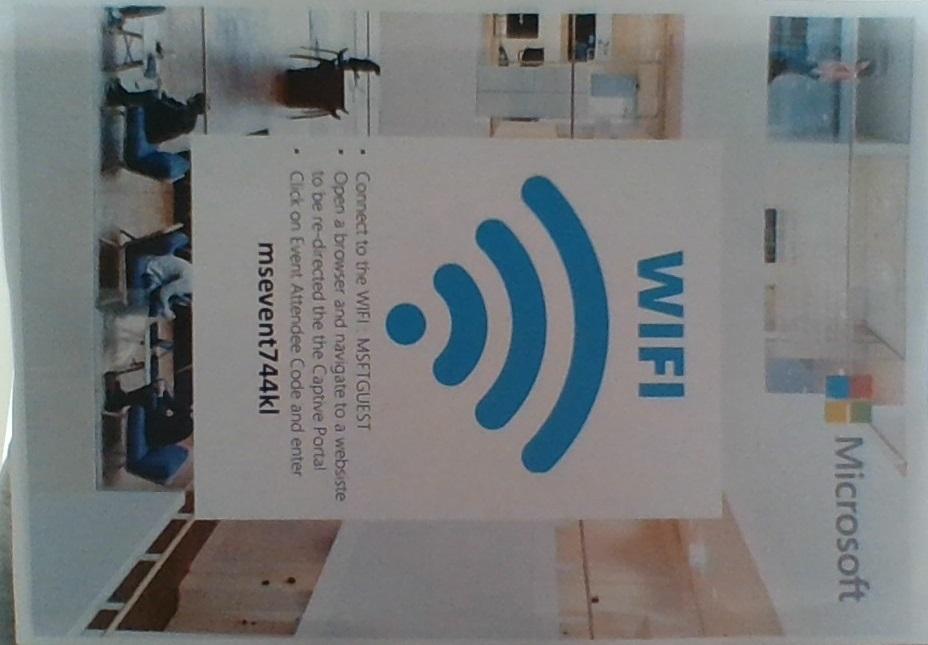 Microsoft
WIFI
• Connect to the WIFI : MSFTGUEST
• Open a browser and navigate to a websiste
to be re-directed the the Captive Portal
• Click on Event Attendee Code and enter
msevent744kl